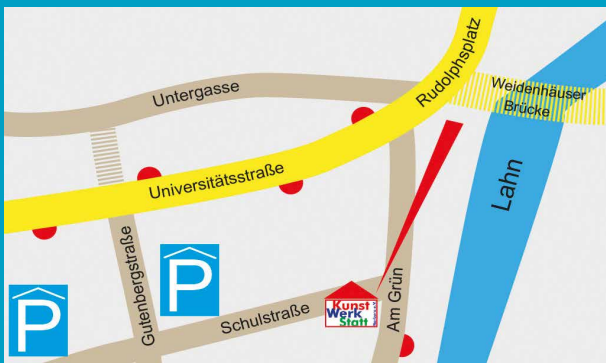 Rudolphsplatz
Untergasse
Weidenhäuser
Brücke
Universitätsstraße
Lahn
Gutenbergstraße
P
P
Schulstraße
Kunst
Werk
Statt
Am Grün